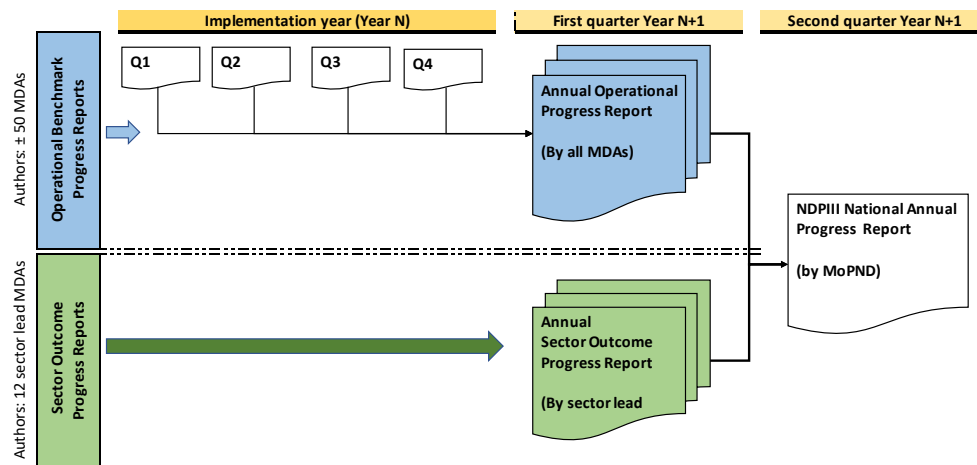 Implementation year (Year N)
First quarter Year N+1
Second quarter Year N+1
Authors: ± 50 MDAs
Operational Benchmark
Progress Reports
Q1
Q2
Q3
Q4
Annual Operational
Progress Report
(By all MDAs)
NDPIII National Annual
Progress Report
(by MoPND)
Authors: 12 sector lead MDAs
Sector Outcome
Progress Reports
Annual
Sector Outcome
Progress Report
(By sector lead